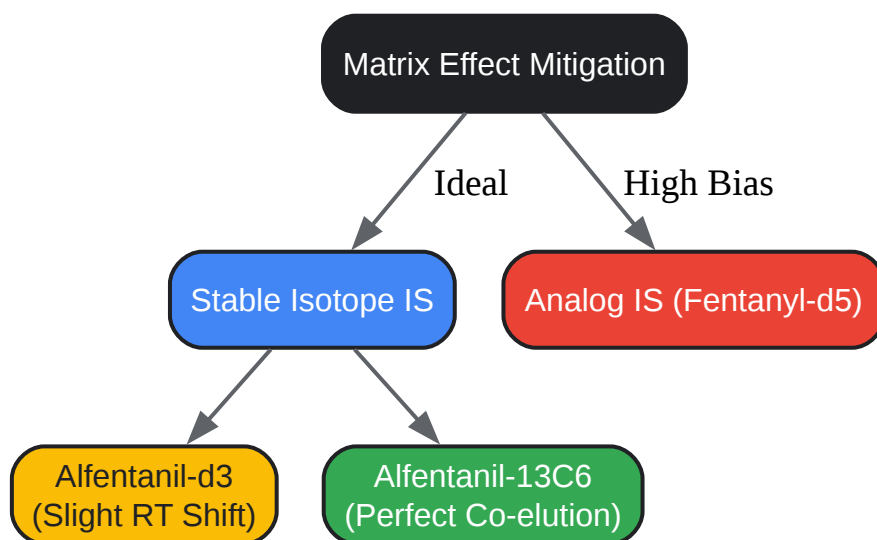 Matrix Effect Mitigation
Ideal
High Bias
Stable Isotope IS
Analog IS (Fentanyl-d5)
Alfentanil-d3
(Slight RT Shift)
Alfentanil-13C6
(Perfect Co-elution)